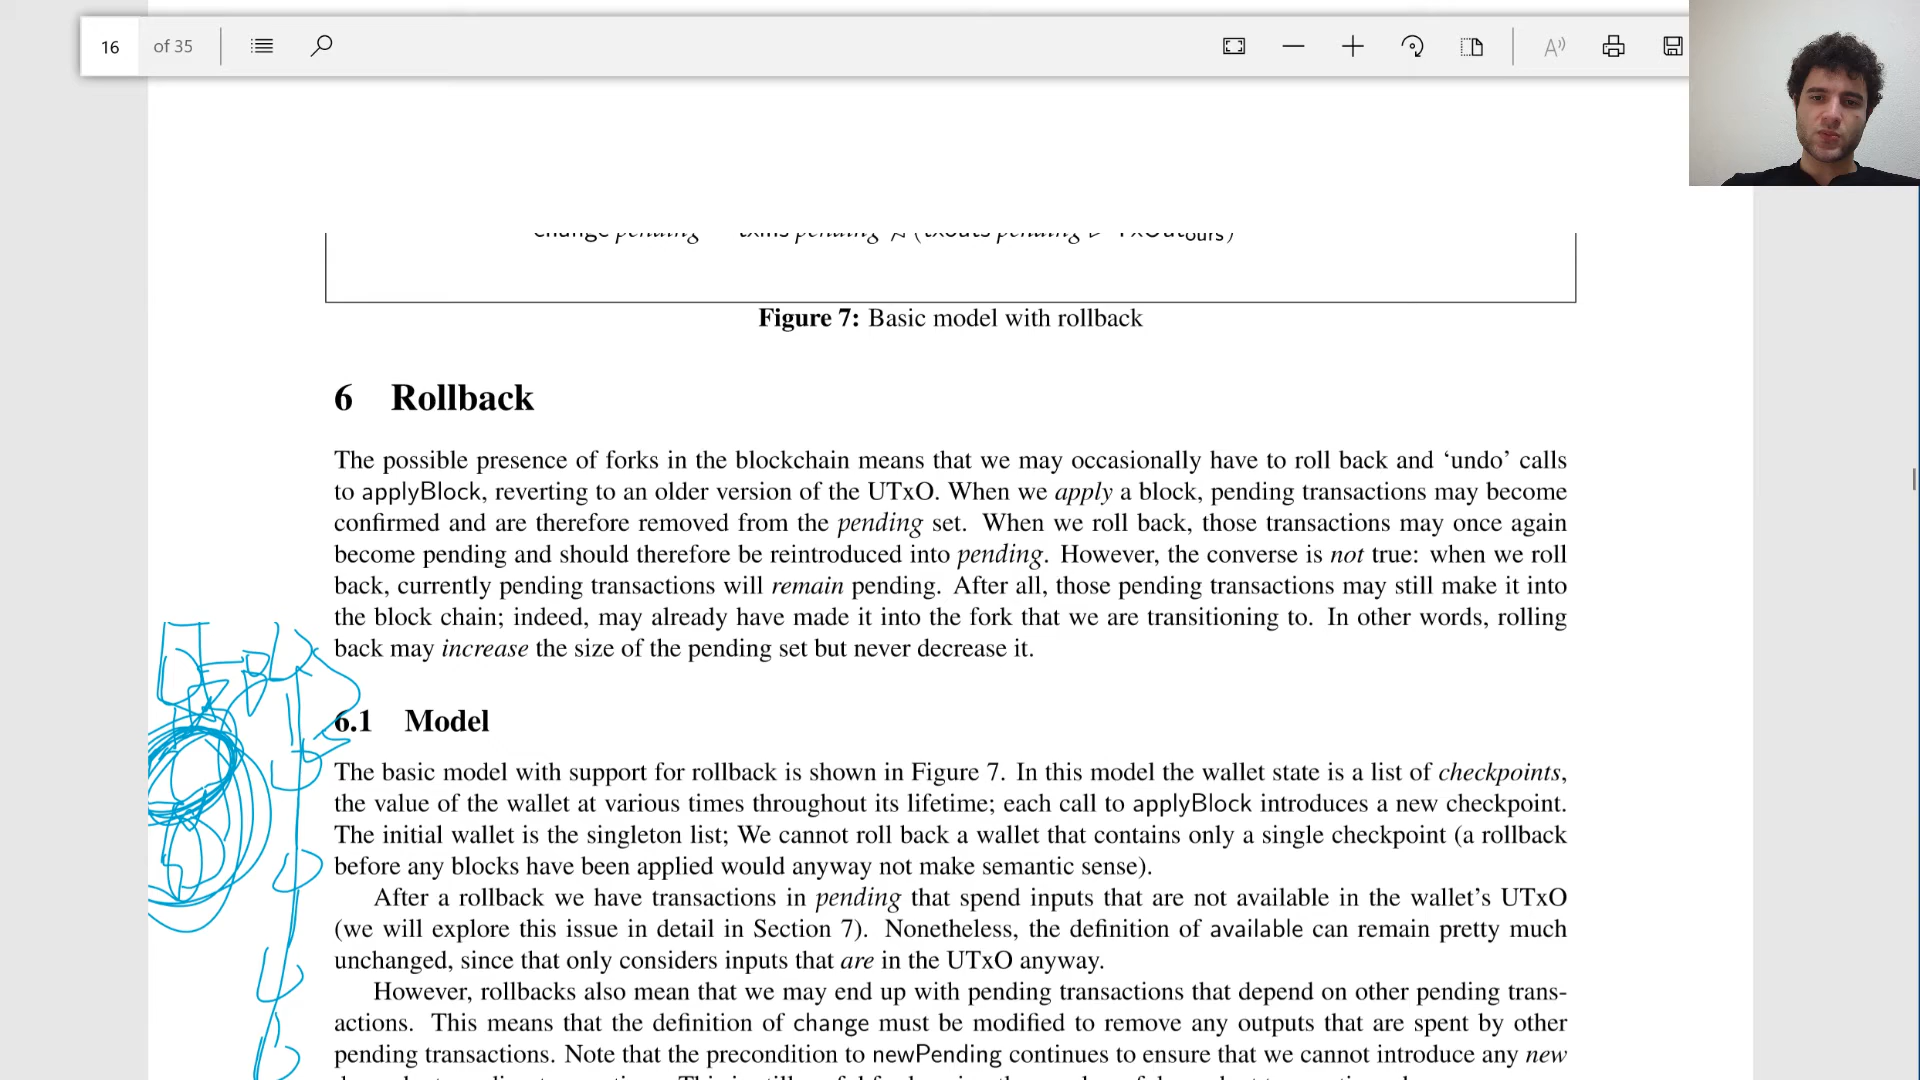 16 of 35
change pending txins pending (txouts pending TxOut ours)
Figure 7: Basic model with rollback
6 Rollback
The possible presence of forks in the blockchain means that we may occasionally have to roll back and ‘undo’ calls
to applyBlock, reverting to an older version of the UTxO. When we apply a block, pending transactions may become
confirmed and are therefore removed from the pending set. When we roll back, those transactions may once again
become pending and should therefore be reintroduced into pending. However, the converse is not true: when we roll
back, currently pending transactions will remain pending. After all, those pending transactions may still make it into
the block chain; indeed, may already have made it into the fork that we are transitioning to. In other words, rolling
back may increase the size of the pending set but never decrease it.
6.1 Model
The basic model with support for rollback is shown in Figure 7. In this model the wallet state is a list of checkpoints,
the value of the wallet at various times throughout its lifetime; each call to applyBlock introduces a new checkpoint.
The initial wallet is the singleton list; We cannot roll back a wallet that contains only a single checkpoint (a rollback
before any blocks have been applied would anyway not make semantic sense).
After a rollback we have transactions in pending that spend inputs that are not available in the wallet’s UTxO
(we will explore this issue in detail in Section 7). Nonetheless, the definition of available can remain pretty much
unchanged, since that only considers inputs that are in the UTxO anyway.
However, rollbacks also mean that we may end up with pending transactions that depend on other pending trans-
actions. This means that the definition of change must be modified to remove any outputs that are spent by other
pending transactions. Note that the precondition to newPending continues to ensure that we cannot introduce any new